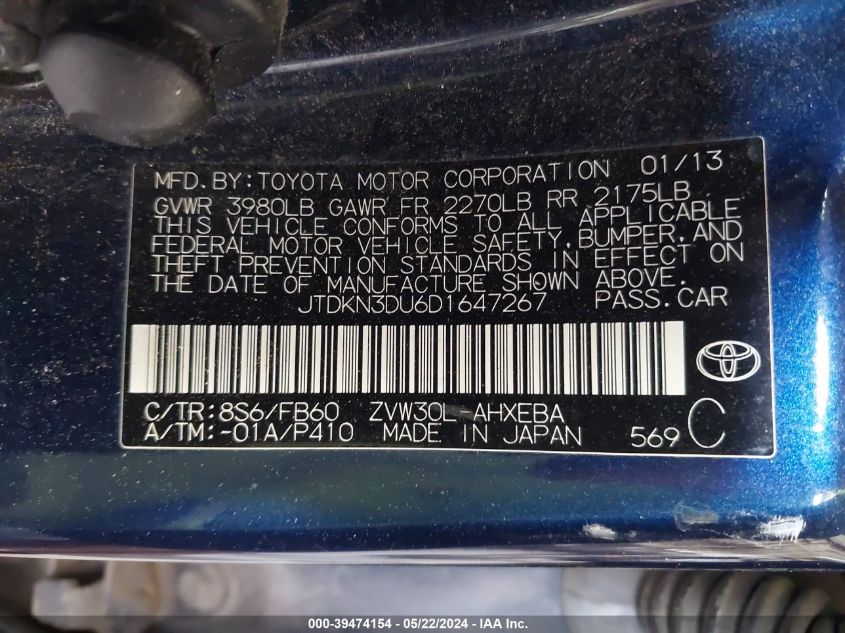 MFD. BY: TOYOTA MOTOR CORPORATION 01/13
GVWR 3980LB GAWR FR 2270LB RR 2175LB
THIS VEHICLE CONFORMS TO ALL APPLICABLE
FEDERAL MOTOR VEHICLE SAFETY, BUMPER, AND
THEFT PREVENTION STANDARDS IN EFFECT ON
THE DATE OF MANUFACTURE SHOWN ABOVE.
JTDKN3DU6D1647267 PASS. CAR
C/TR: 8S6/FB60 ZVW30L-AHXEBA
A/TM: -01A/P410 MADE IN JAPAN 569 C
000-39474154 - 05/22/2024 - IAA Inc.